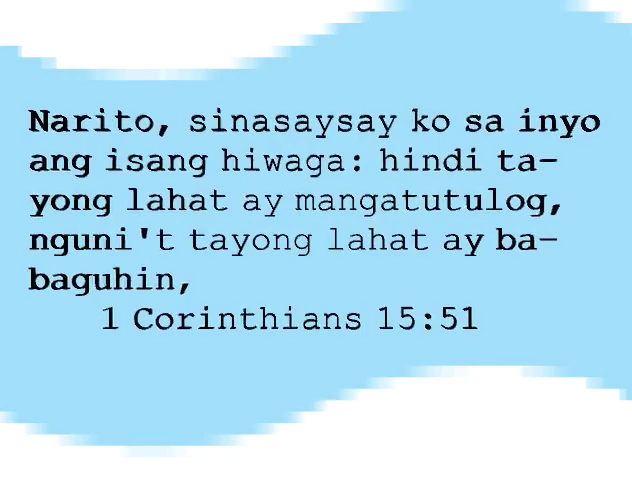 Narito, sinasaysay ko sa inyo
ang isang hiwaga: hindi ta-
yong lahat ay mangatutulog,
nguni't tayong lahat ay ba-
baguhin,
1 Corinthians 15:51